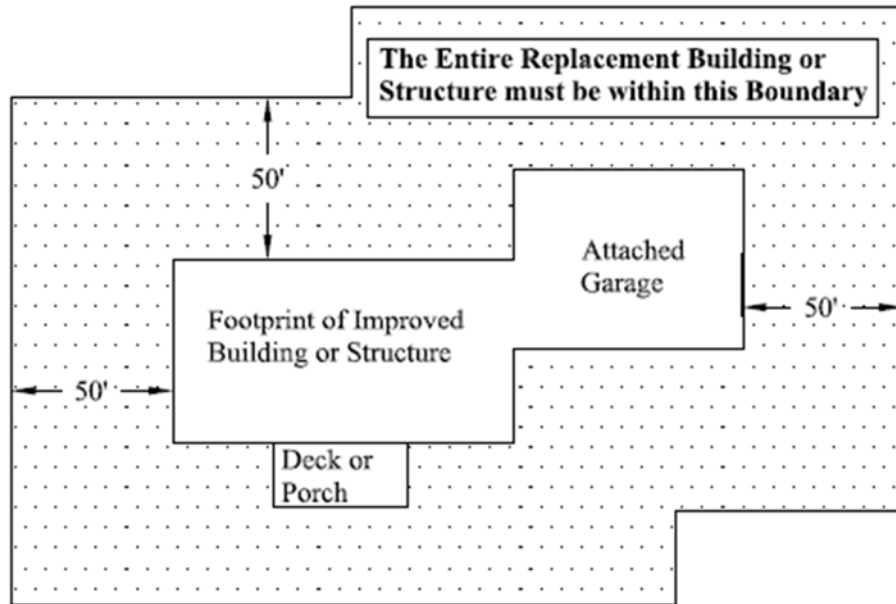 The Entire Replacement Building or
Structure must be within this Boundary
50'
Attached
Garage
Footprint of Improved
Building or Structure
50'
50'
Deck or
Porch